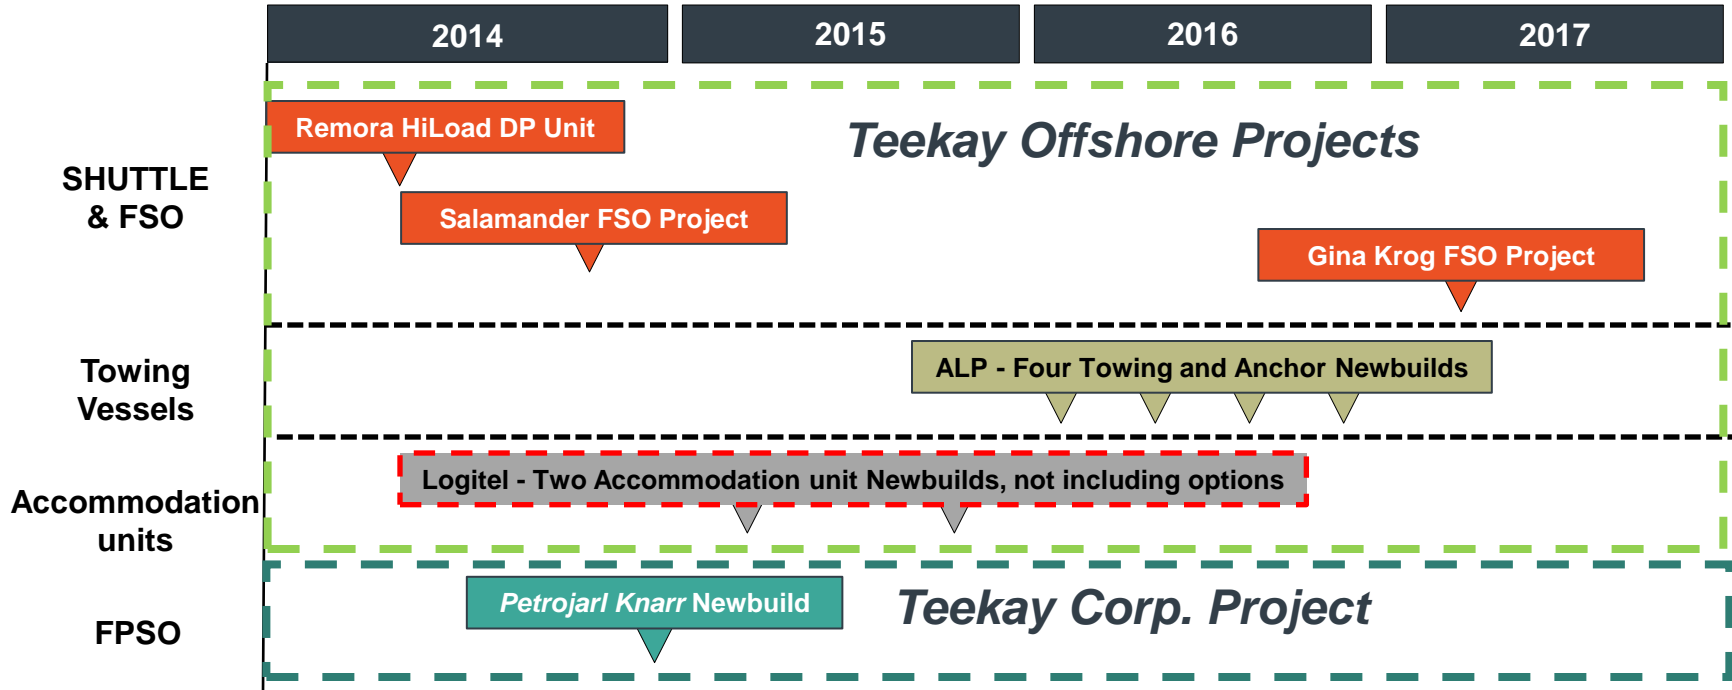 2014
2015
2016
2017
Remora HiLoad DP Unit
Teekay Offshore Projects
SHUTTLE
& FSO
Salamander FSO Project
Gina Krog FSO Project
Towing
Vessels
ALP - Four Towing and Anchor Newbuilds
Accommodation
units
Logitel - Two Accommodation unit Newbuilds, not including options
FPSO
Petrojarl Knarr Newbuild
Teekay Corp. Project